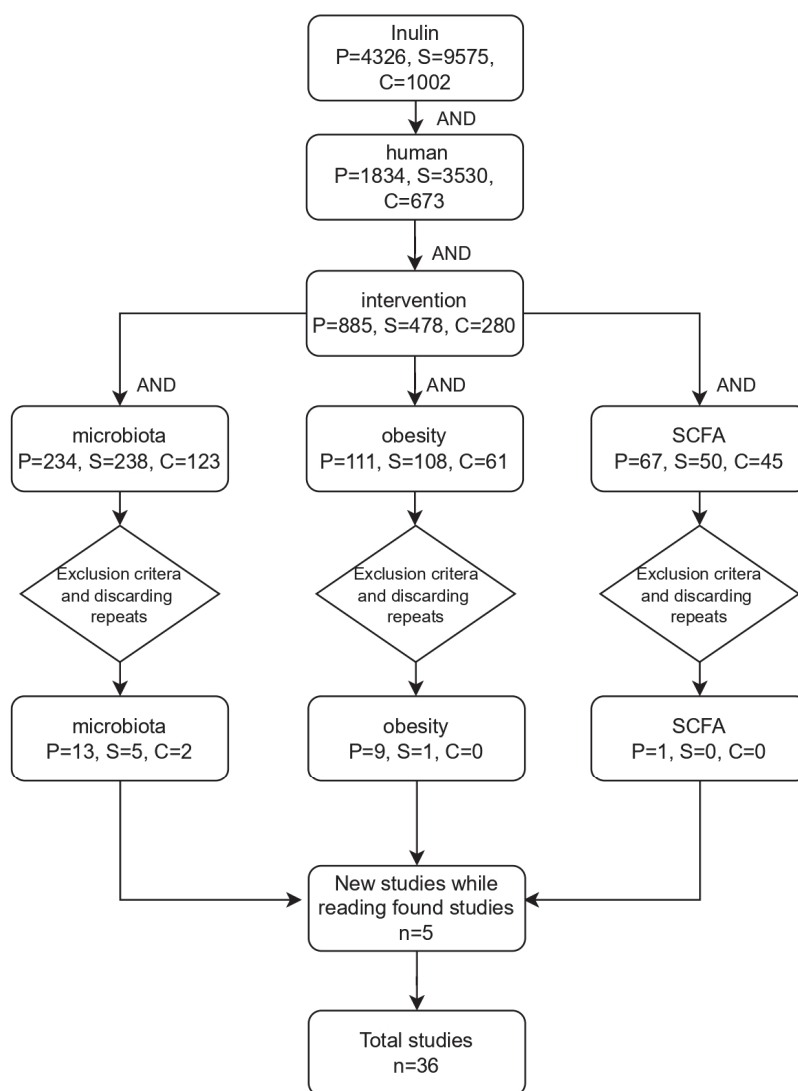 Inulin
P=4326, S=9575,
C=1002
AND
human
P=1834, S=3530,
C=673
AND
intervention
P=885, S=478, C=280
AND
AND
AND
microbiota
P=234, S=238, C=123
obesity
P=111, S=108, C=61
SCFA
P=67, S=50, C=45
Exclusion critera
and discarding
repeats
Exclusion critera
and discarding
repeats
Exclusion critera
and discarding
repeats
microbiota
P=13, S=5, C=2
obesity
P=9, S=1, C=0
SCFA
P=1, S=0, C=0
New studies while
reading found studies
n=5
Total studies
n=36